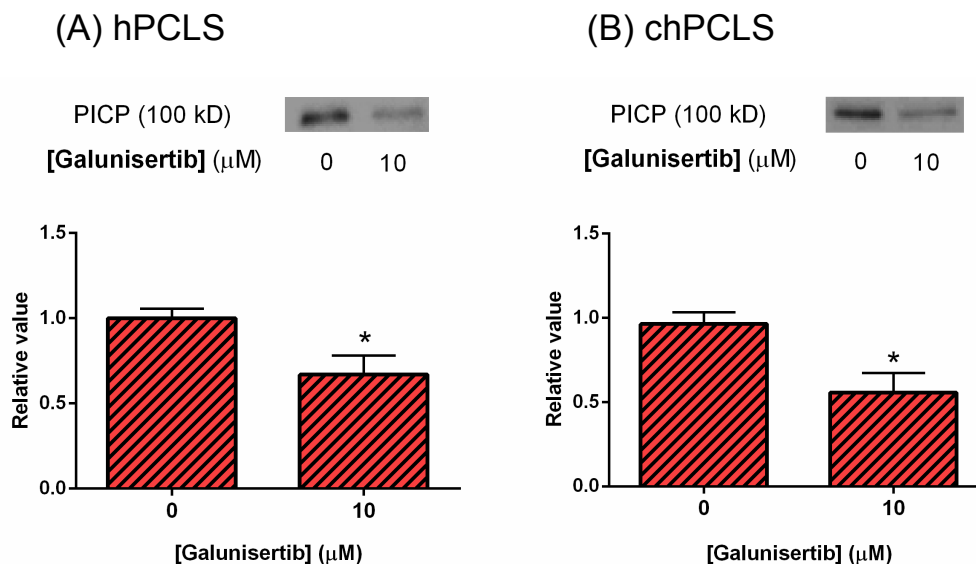 (A) hPCLS
PICP (100 kD)
[Galunisertib] (μM) 0 10
1.5
1.0
0.5
0.0
Relative value
*
0 10
[Galunisertib] (μM)
(B) chPCLS
PICP (100 kD)
[Galunisertib] (μM) 0 10
1.5
1.0
0.5
0.0
Relative value
*
0 10
[Galunisertib] (μM)